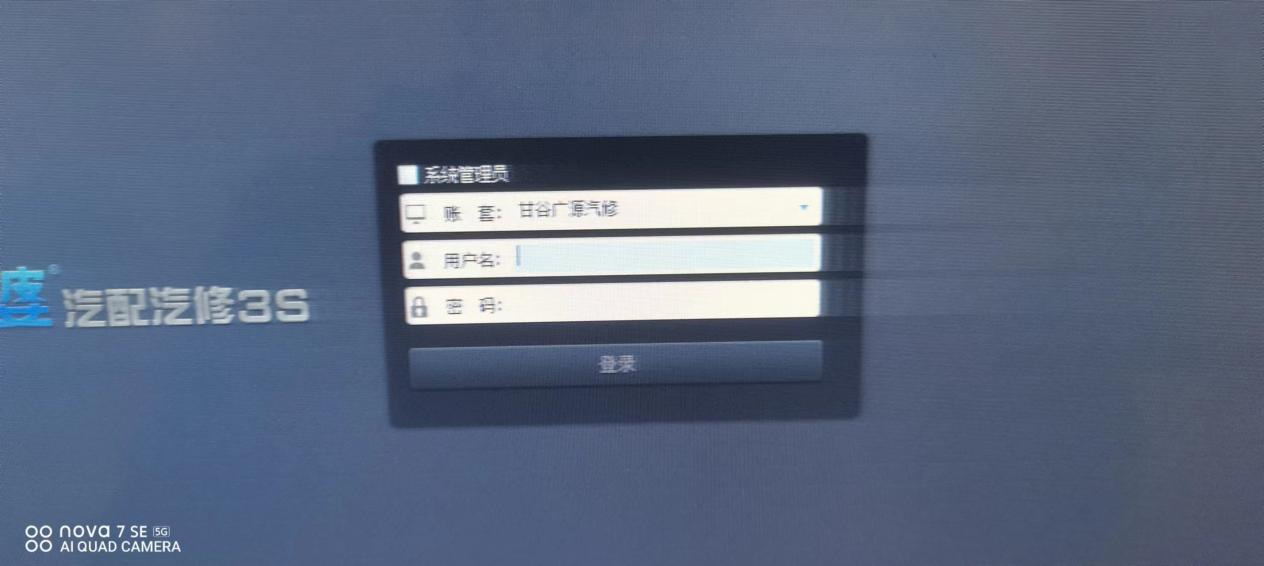 系统管理员
账 套: 甘谷广源汽修
用户名:
密 码:
登录
汽配汽修3S
nova 7 SE 5G
AI QUAD CAMERA